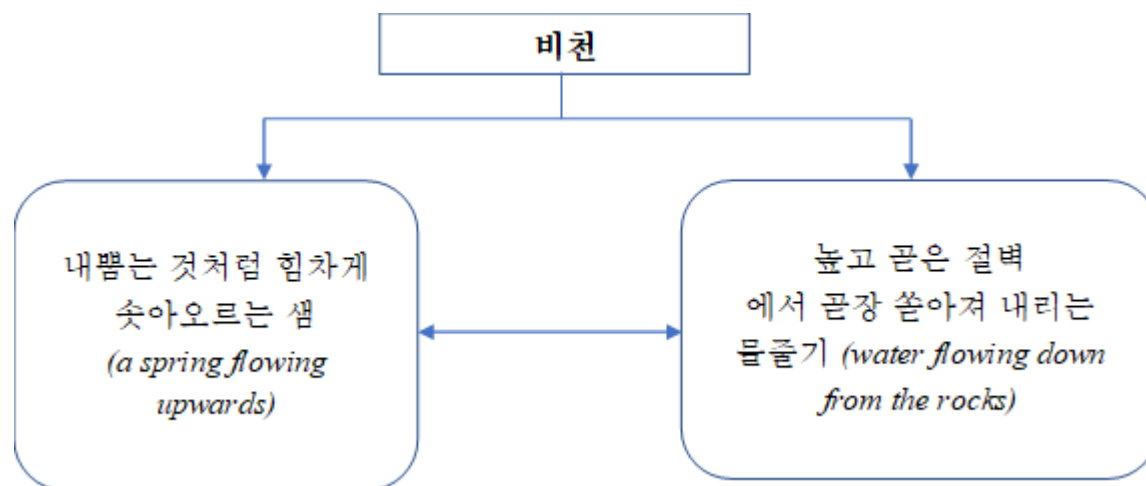 비천
내뿜는 것처럼 힘차게
솟아오르는 샘
(a spring flowing
upwards)
높고 곧은 절벽
에서 곧장 쏟아져 내리는
물줄기 (water flowing down
from the rocks)